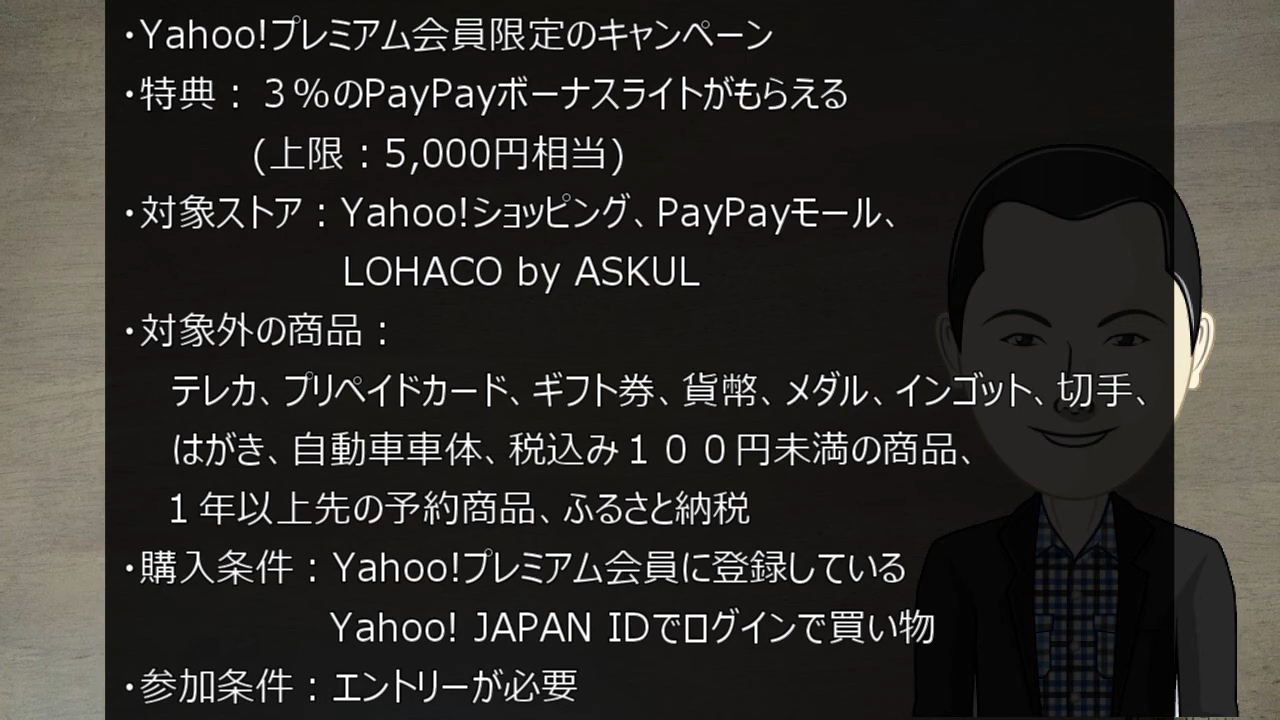 ・Yahoo!プレミアム会員限定のキャンペーン
・特典：３％のPayPayボーナスライトがもらえる
(上限：5,000円相当)
・対象ストア：Yahoo!ショッピング、PayPayモール、
LOHACO by ASKUL
・対象外の商品：
テレカ、プリペイドカード、ギフト券、貨幣、メダル、インゴット、切手、
はがき、自動車車体、税込み１００円未満の商品、
１年以上先の予約商品、ふるさと納税
・購入条件：Yahoo!プレミアム会員に登録している
Yahoo! JAPAN IDでログインで買い物
・参加条件：エントリーが必要